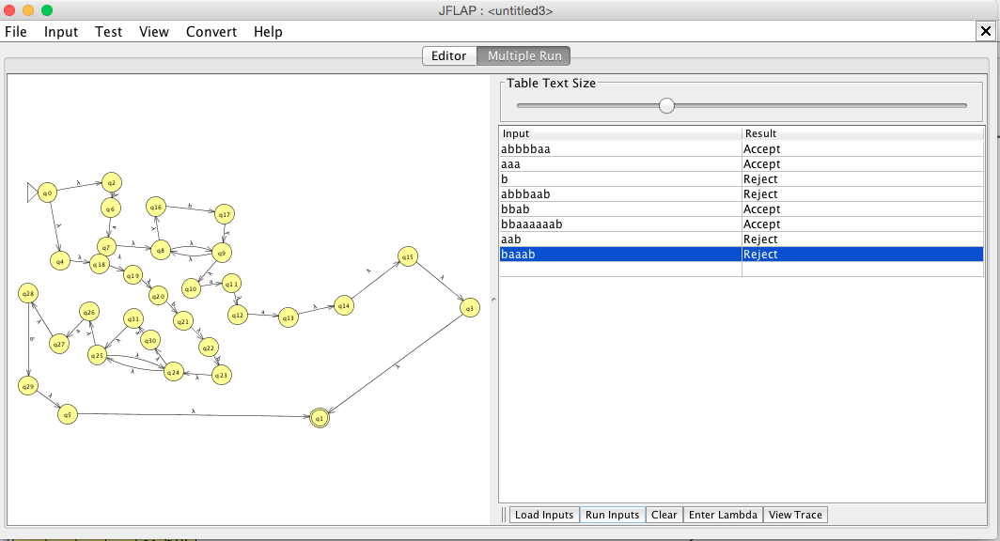 JFLAP : <untitled3>
File Input Test View Convert Help
Editor Multiple Run
Table Text Size
Input Result
abbbbaa Accept
aaa Accept
b Reject
abbbaab Reject
bbab Accept
bbaaaaaab Accept
aab Reject
baaab Reject
q0 λ q2
q6
a
λ
q16 b q17
λ
λ
q7 λ q8 λ q9
λ
q4 λ q18
q19
q10 a q11
q15
q20
q12 a q13 λ q14
q3
q28
q26
q31
q21
q27 a
q30
q22
q25 λ
q24 λ q23
λ
q29
q5 λ q1
Load Inputs Run Inputs Clear Enter Lambda View Trace